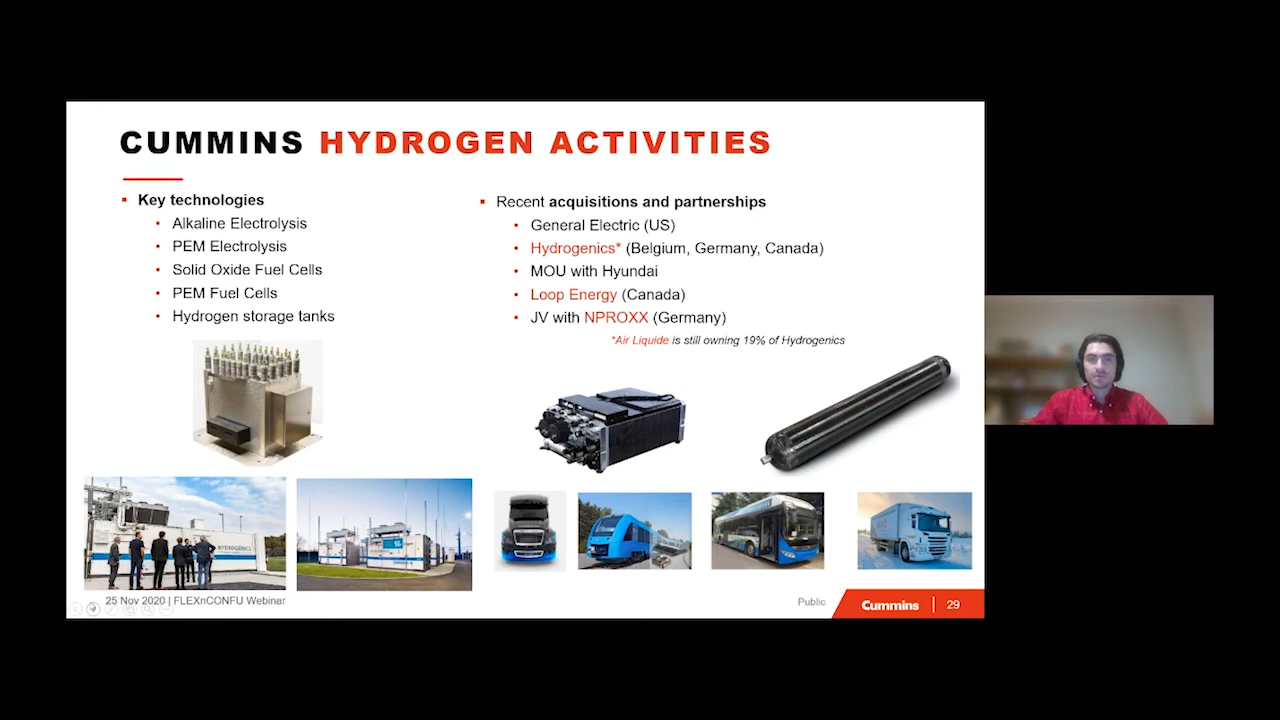 CUMMINS HYDROGEN ACTIVITIES
Key technologies
Alkaline Electrolysis
PEM Electrolysis
Solid Oxide Fuel Cells
PEM Fuel Cells
Hydrogen storage tanks
Recent acquisitions and partnerships
General Electric (US)
Hydrogenics* (Belgium, Germany, Canada)
MOU with Hyundai
Loop Energy (Canada)
JV with NPROXX (Germany)
*Air Liquide is still owning 19% of Hydrogenics
HYDROGENICS
25 Nov 2020 | FLEXnCONFU Webinar
Public
Cummins
29